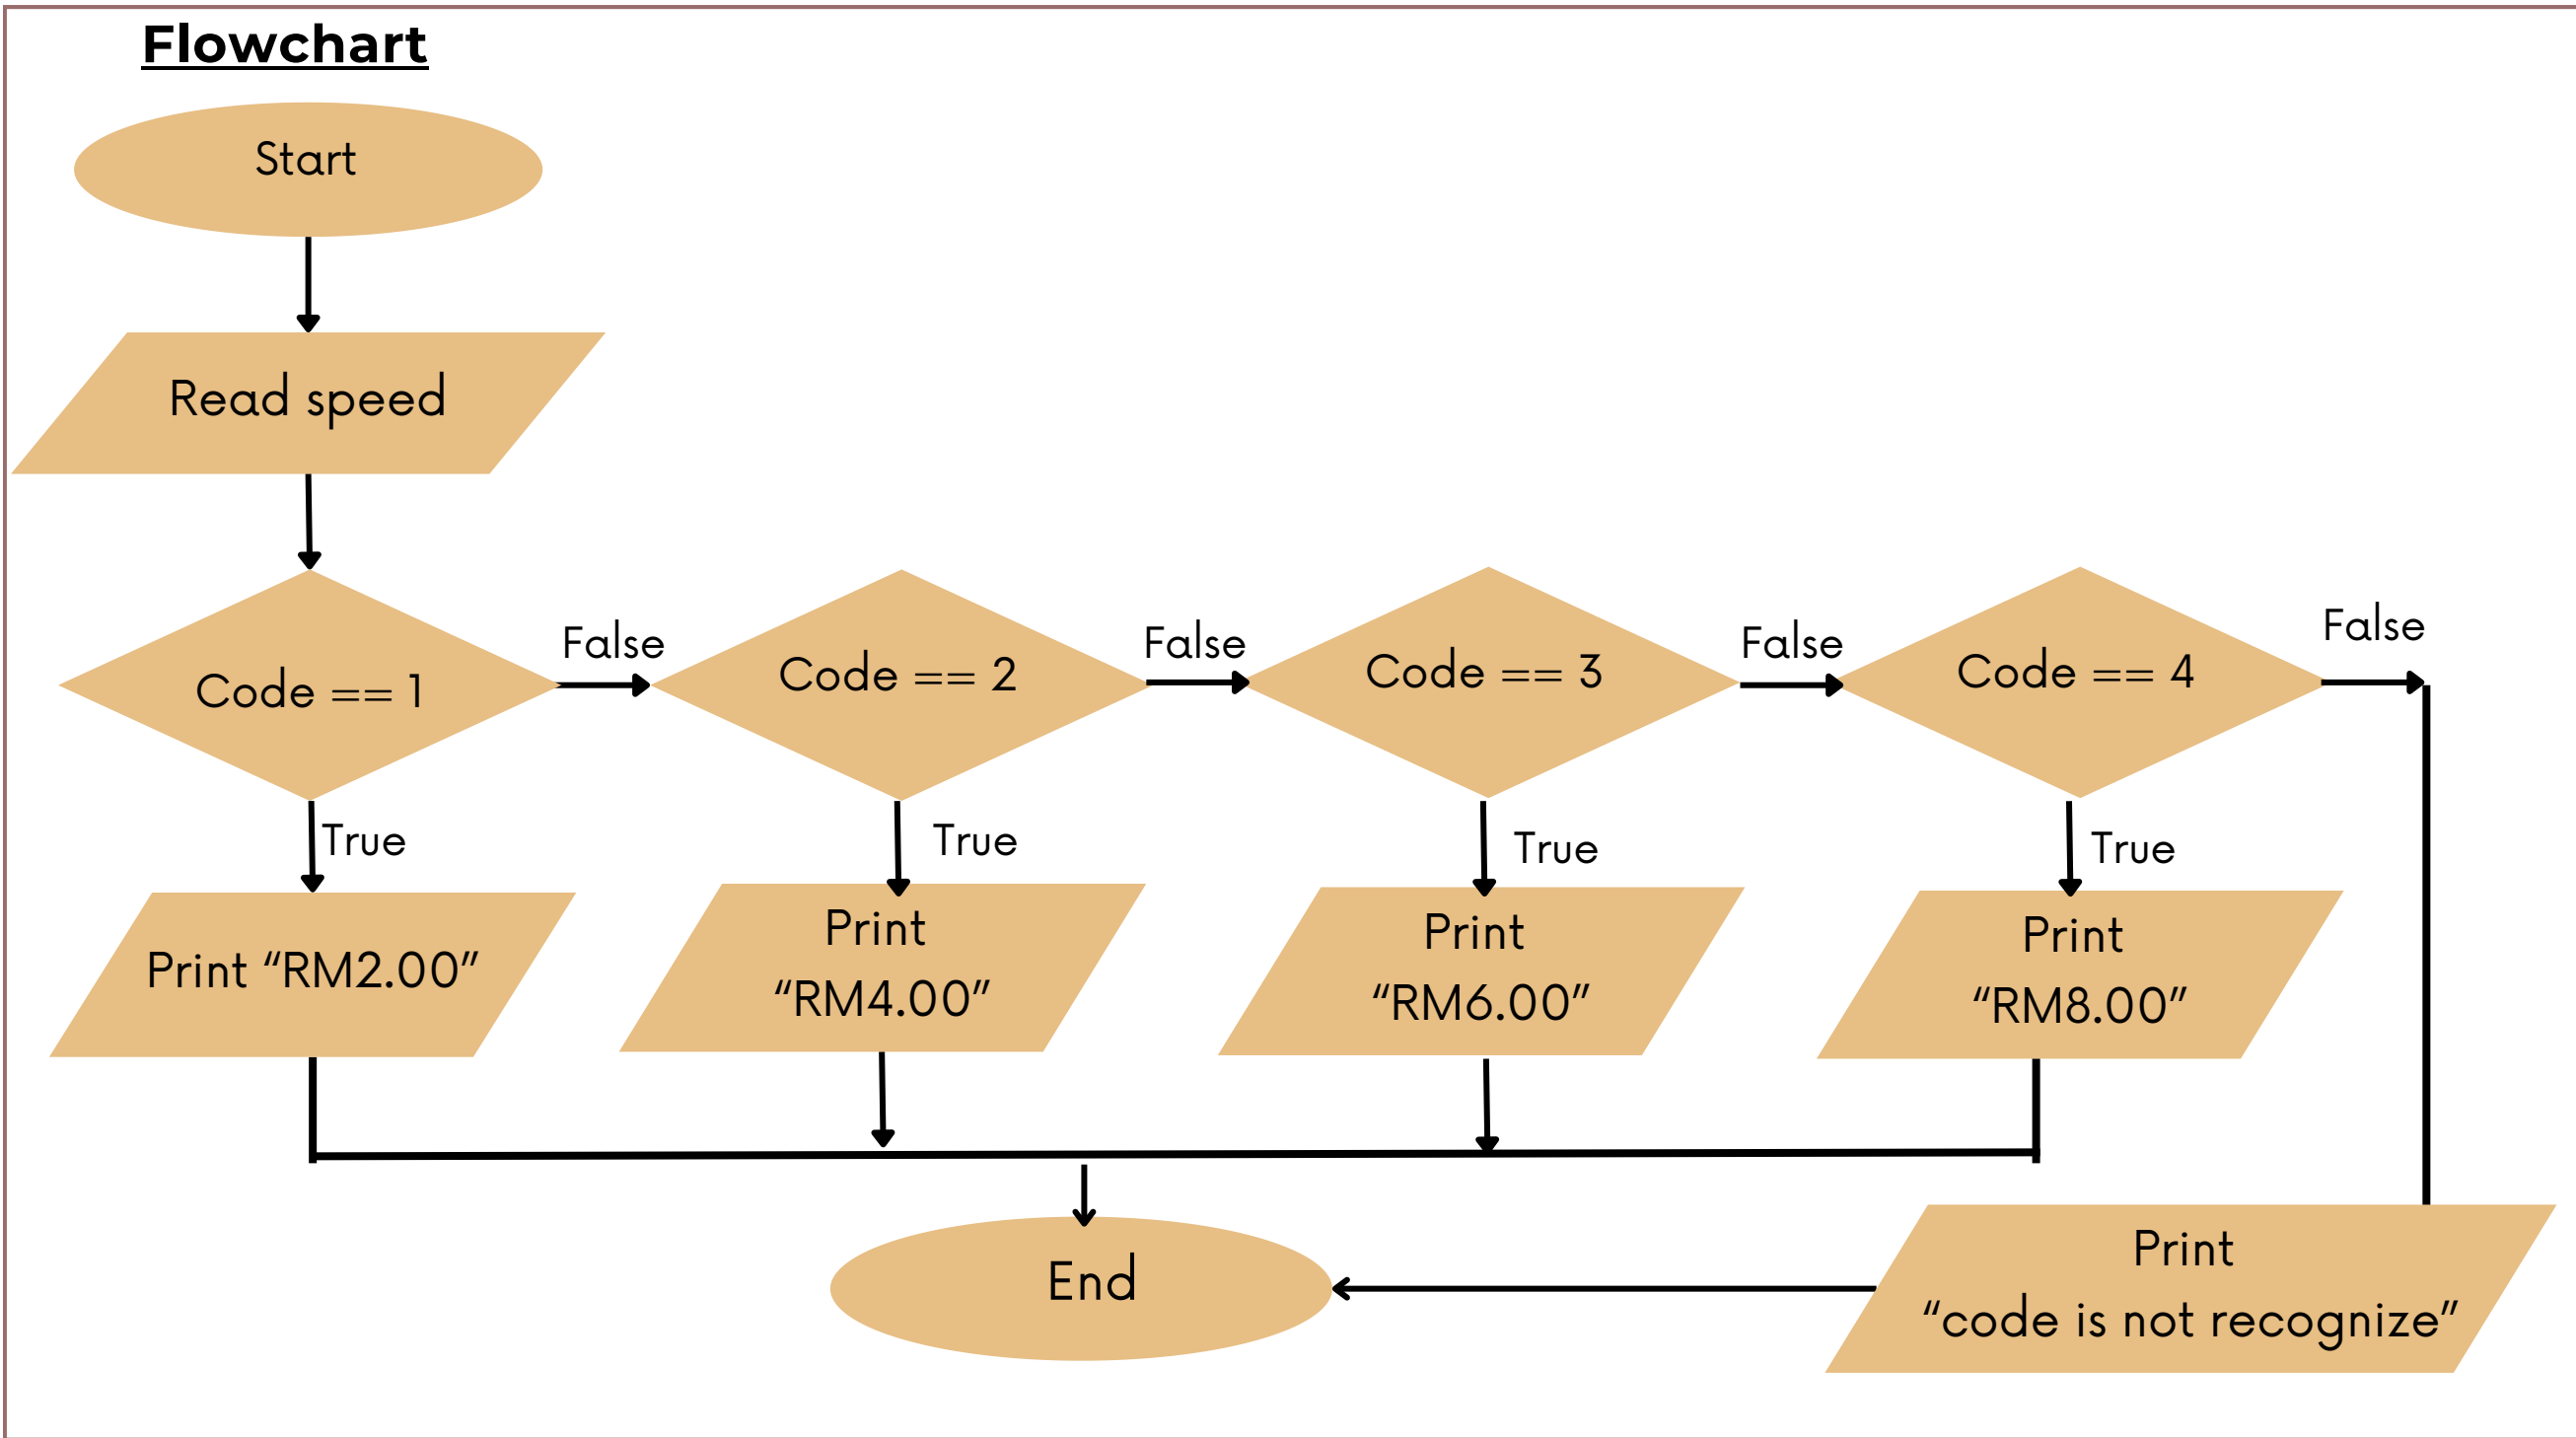 Flowchart
Start
Read speed
Code == 1
False
Code == 2
False
Code == 3
False
Code == 4
False
True
True
True
True
Print “RM2.00”
Print
“RM4.00”
Print
“RM6.00”
Print
“RM8.00”
End
Print
“code is not recognize”